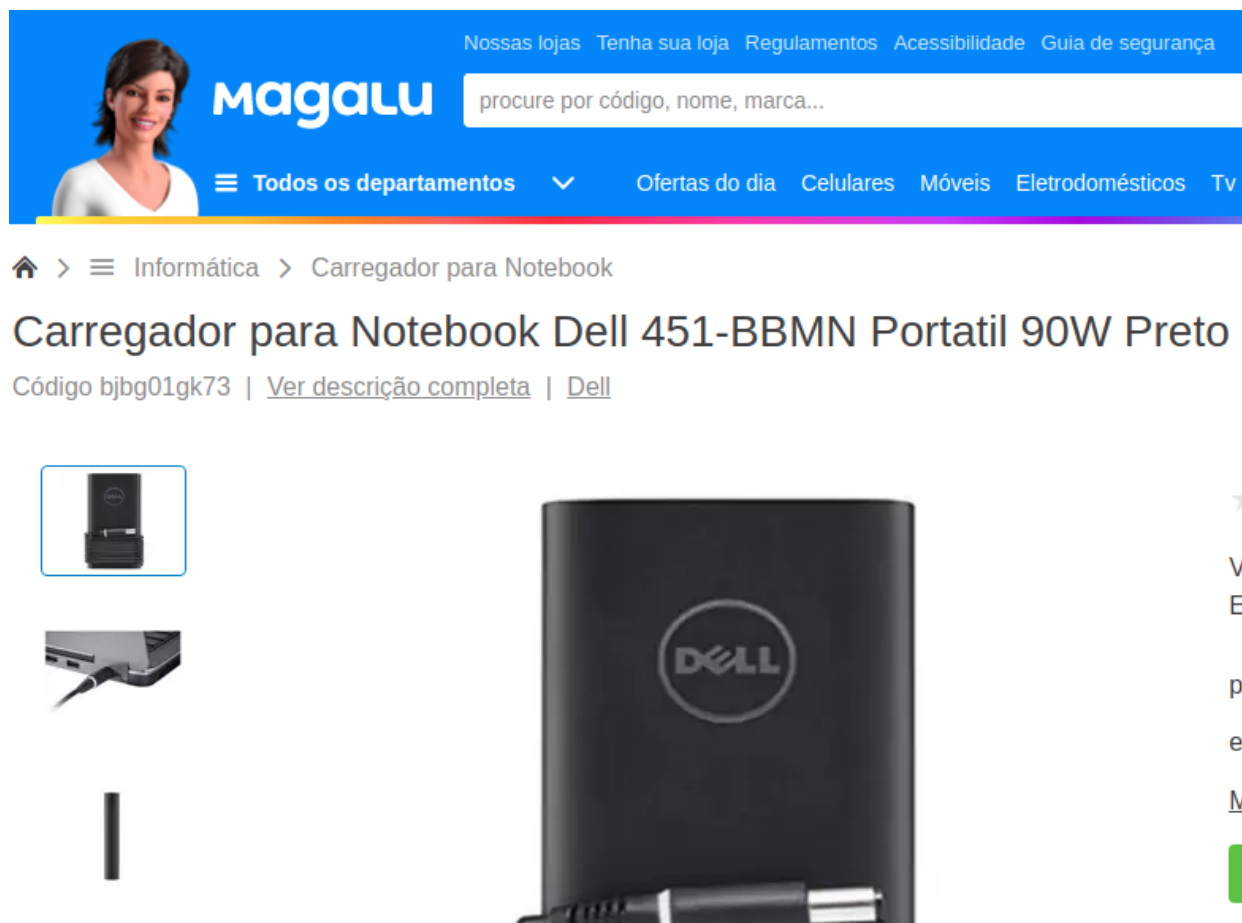 Nossas lojas Tenha sua loja Regulamentos Acessibilidade Guia de segurança
Magalu
procure por código, nome, marca...
Todos os departamentos
Ofertas do dia Celulares Móveis Eletrodomésticos Tv
Informática Carregador para Notebook
Carregador para Notebook Dell 451-BBMN Portatil 90W Preto
Código bjbg01gk73 | Ver descrição completa | Dell
DELL
DELL